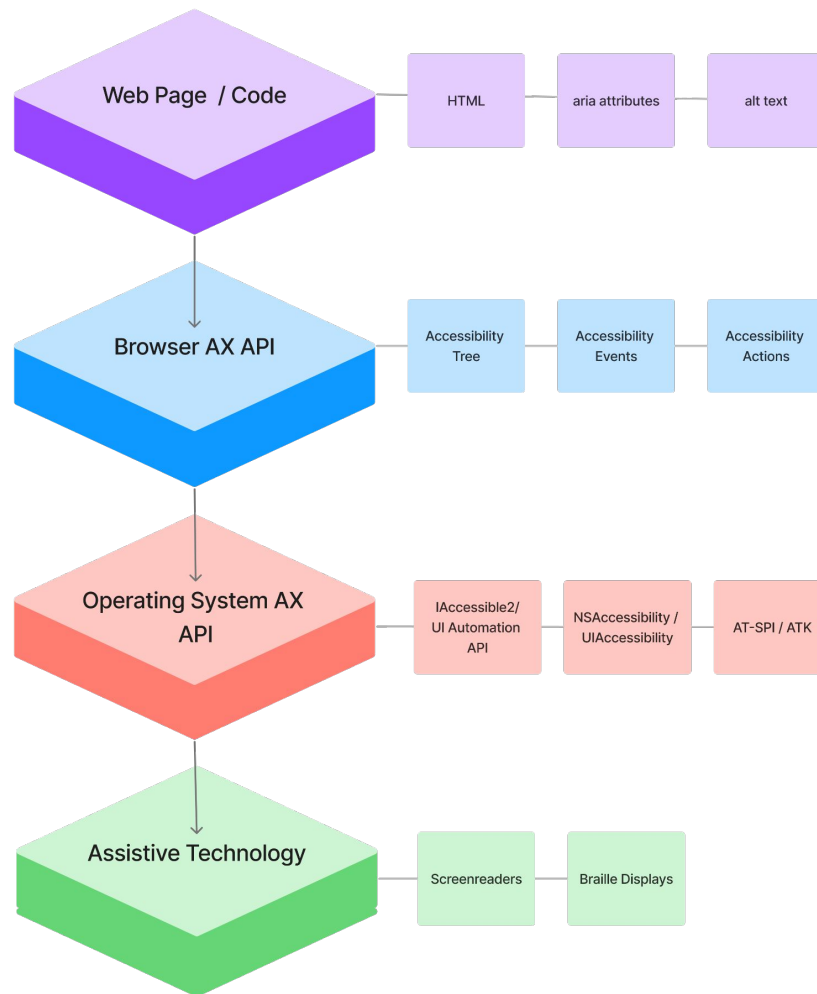 Web Page / Code
HTML
aria attributes
alt text
Browser AX API
Accessibility
Tree
Accessibility
Events
Accessibility
Actions
Operating System AX
API
IAccessible2/
UI Automation
API
NSAccessibility /
UIAccessibility
AT-SPI / ATK
Assistive Technology
Screenreaders
Braille Displays